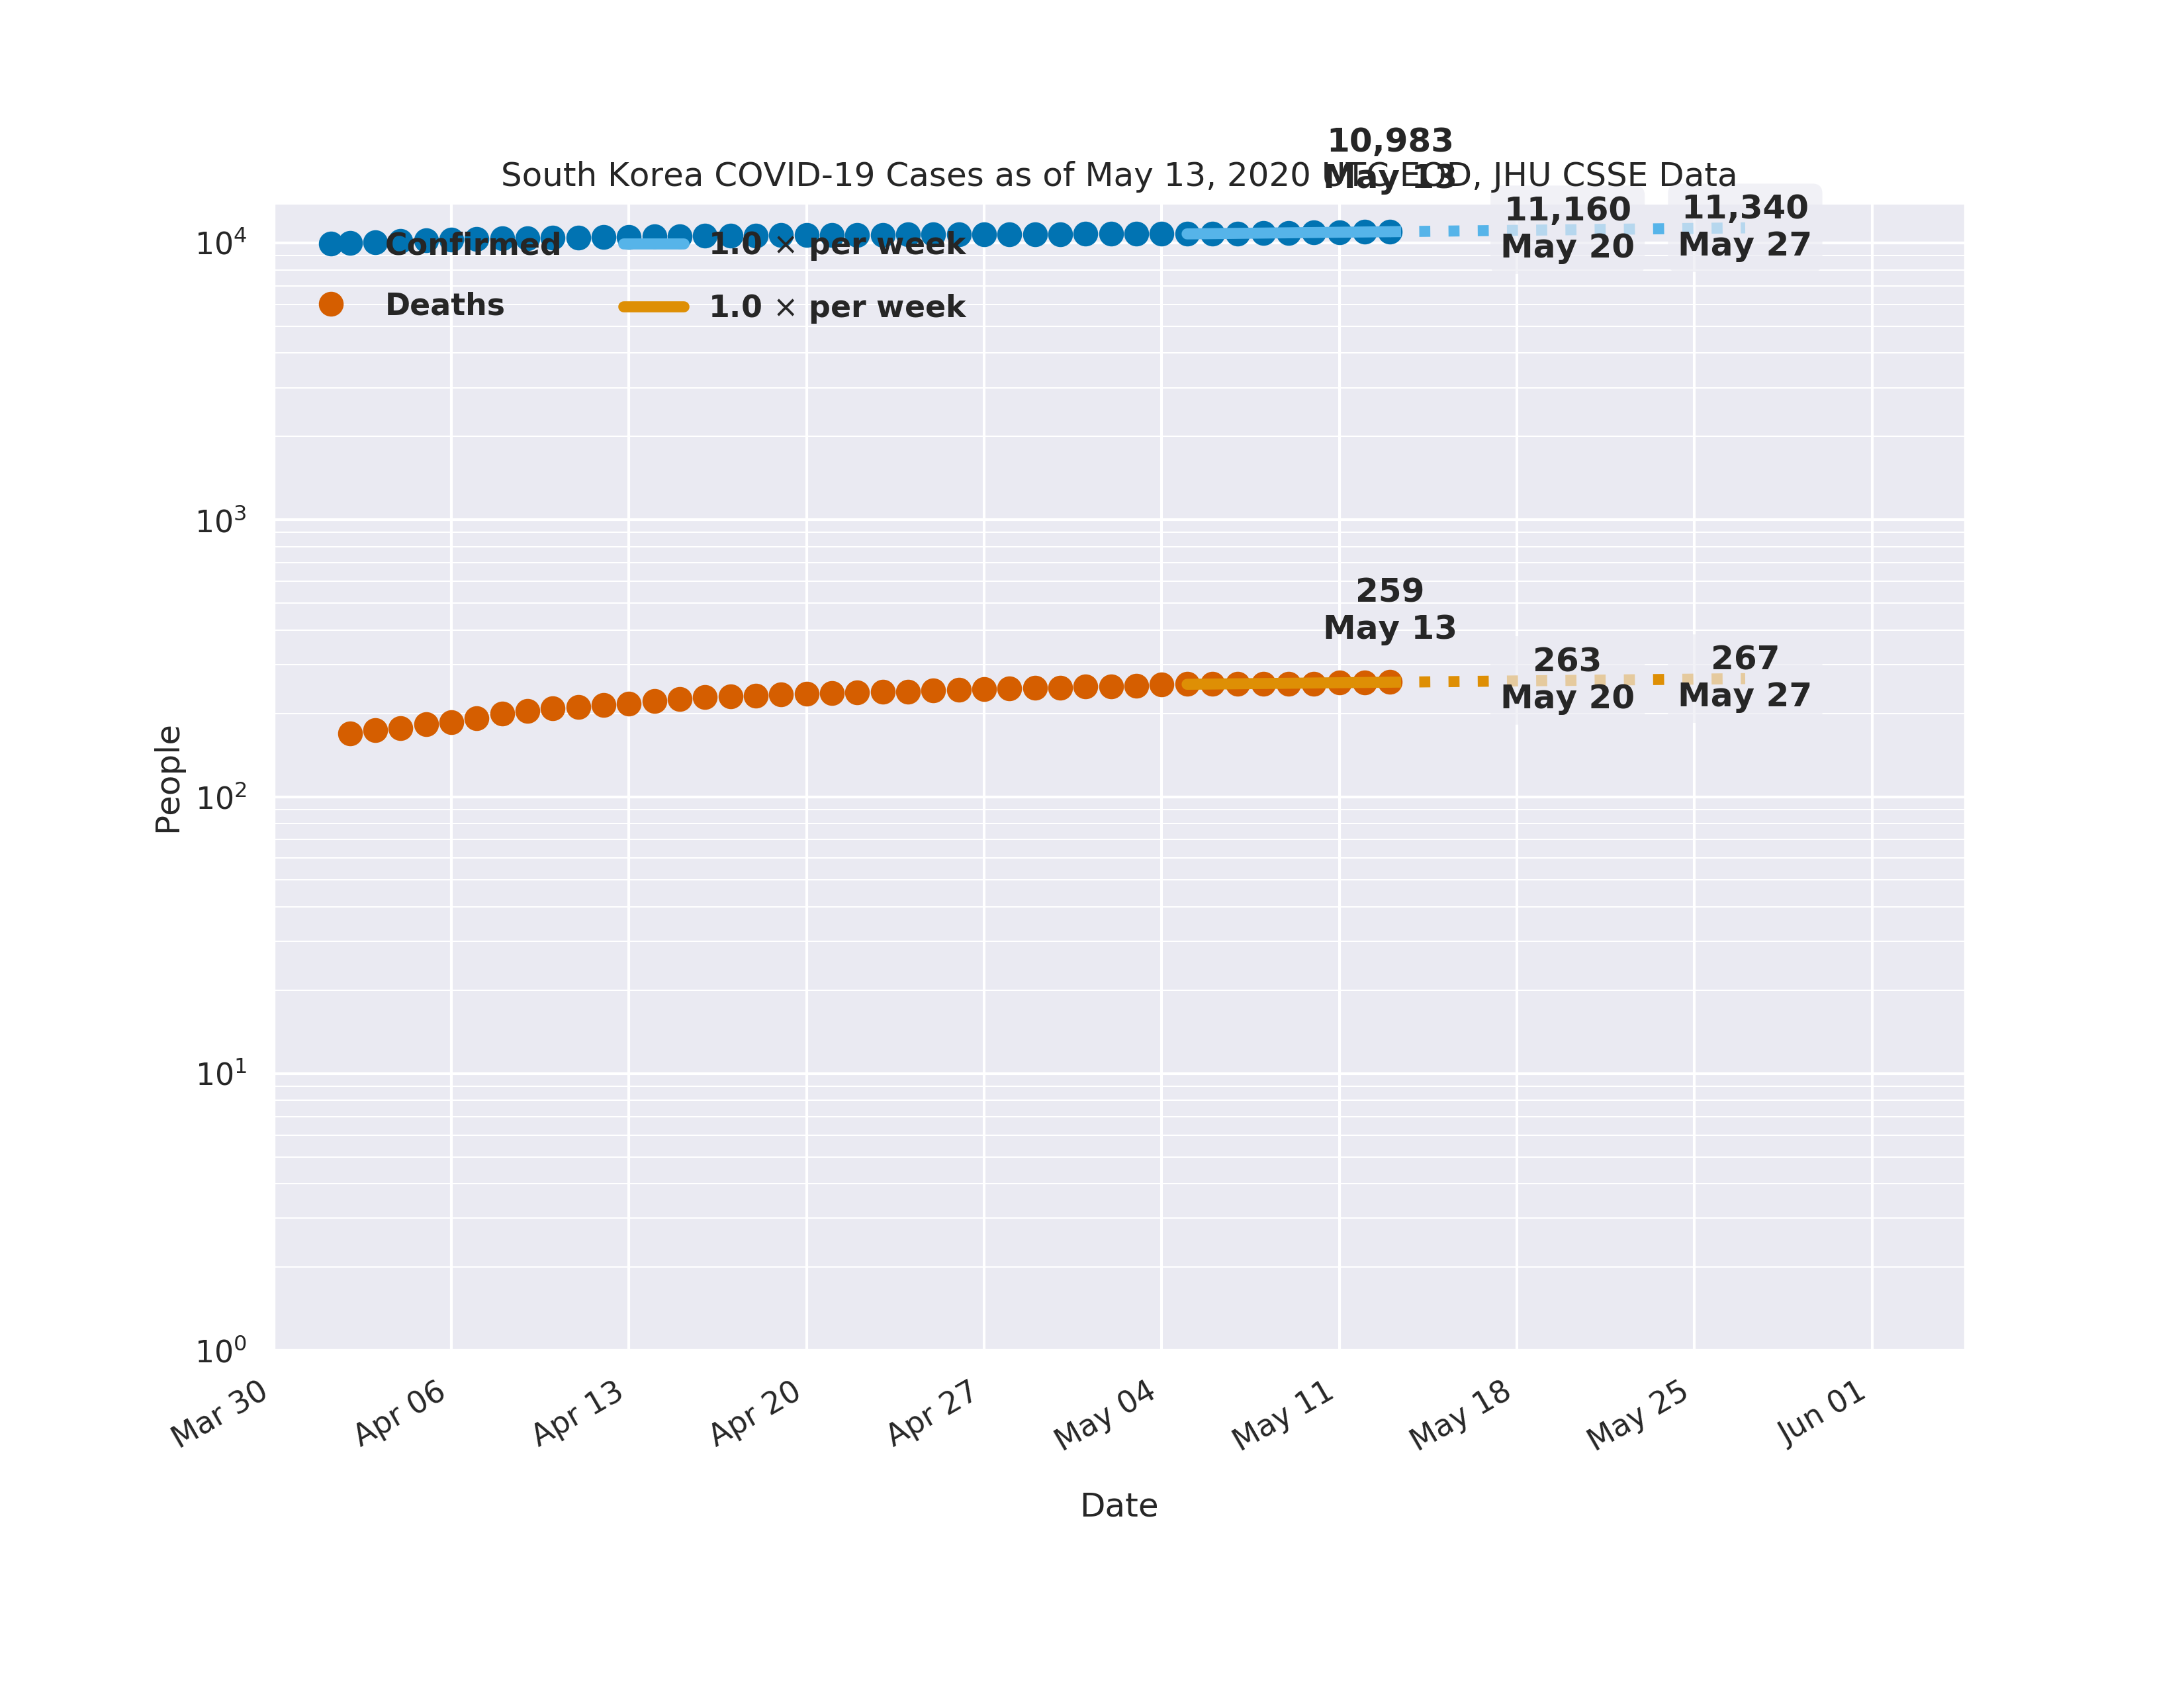 10,983
May 13
South Korea COVID-19 Cases as of May 13, 2020 UTC EOD, JHU CSSE Data
11,160
May 20
11,340
May 27
Confirmed
1.0 × per week
Deaths
1.0 × per week
259
May 13
263
May 20
267
May 27
People
10⁴
10³
10²
10¹
10⁰
Mar 30
Apr 06
Apr 13
Apr 20
Apr 27
May 04
May 11
May 18
May 25
Jun 01
Date